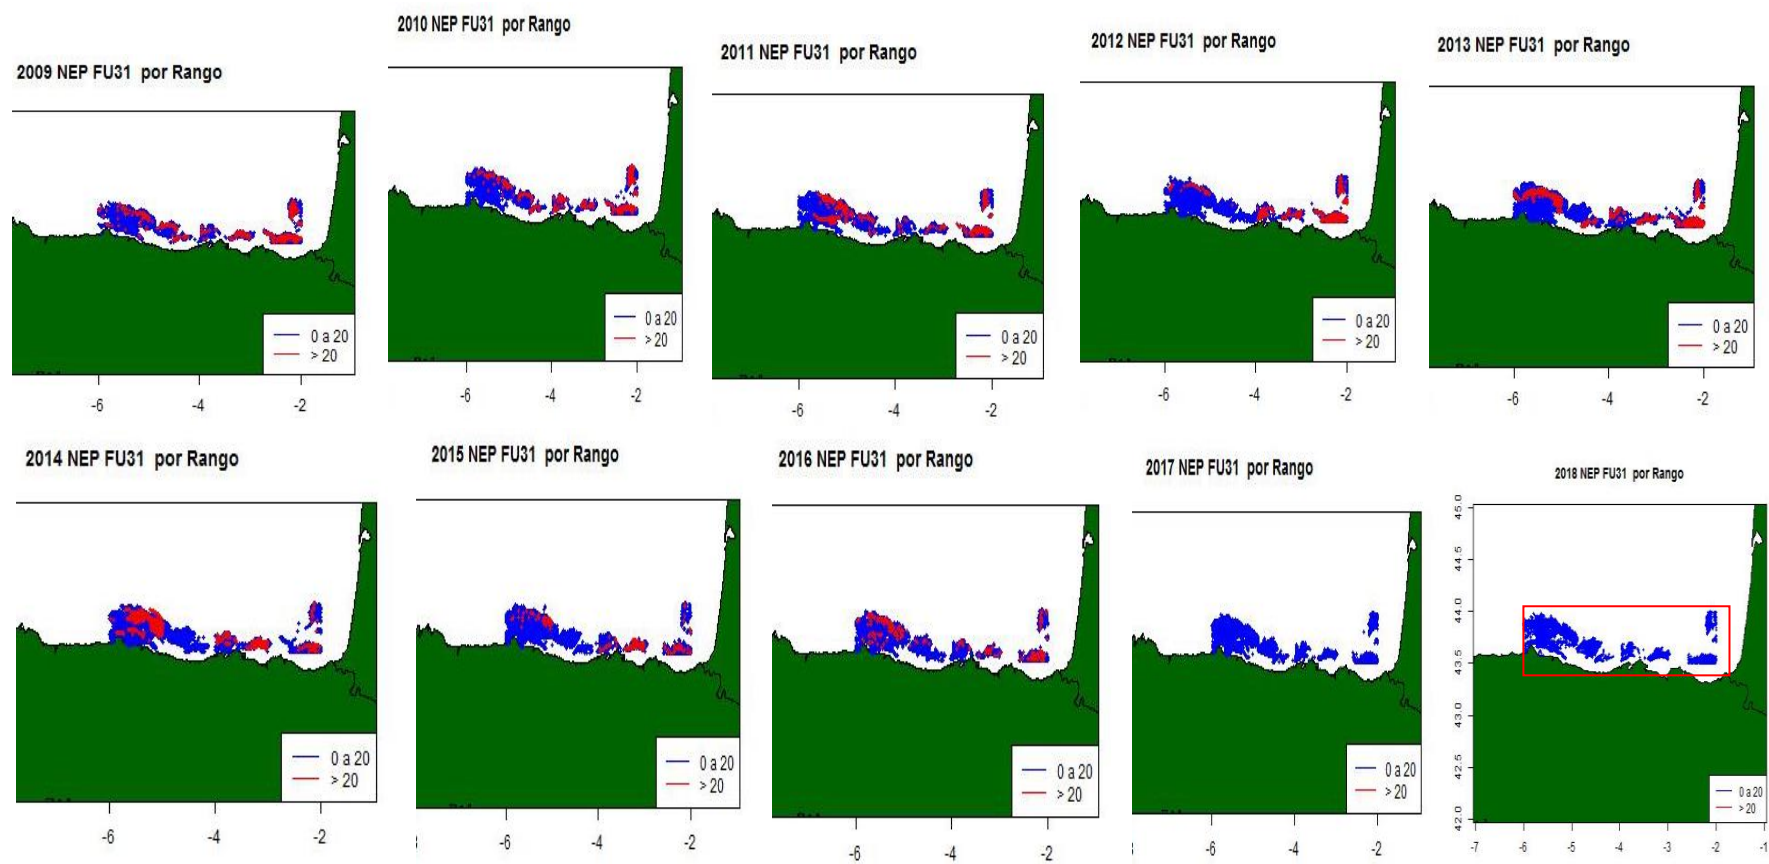 2009 NEP FU31 por Rango
0 a 20
> 20
-6 -4 -2
2010 NEP FU31 por Rango
0 a 20
> 20
-6 -4 -2
2011 NEP FU31 por Rango
0 a 20
> 20
-6 -4 -2
2012 NEP FU31 por Rango
0 a 20
> 20
-6 -4 -2
2013 NEP FU31 por Rango
0 a 20
> 20
-6 -4 -2
2014 NEP FU31 por Rango
0 a 20
> 20
-6 -4 -2
2015 NEP FU31 por Rango
0 a 20
> 20
-6 -4 -2
2016 NEP FU31 por Rango
0 a 20
> 20
-6 -4 -2
2017 NEP FU31 por Rango
0 a 20
> 20
-6 -4 -2
2018 NEP FU31 por Rango
45.0
44.5
44.0
43.5
43.0
42.5
42.0
0 a 20
> 20
-7 -6 -5 -4 -3 -2 -1